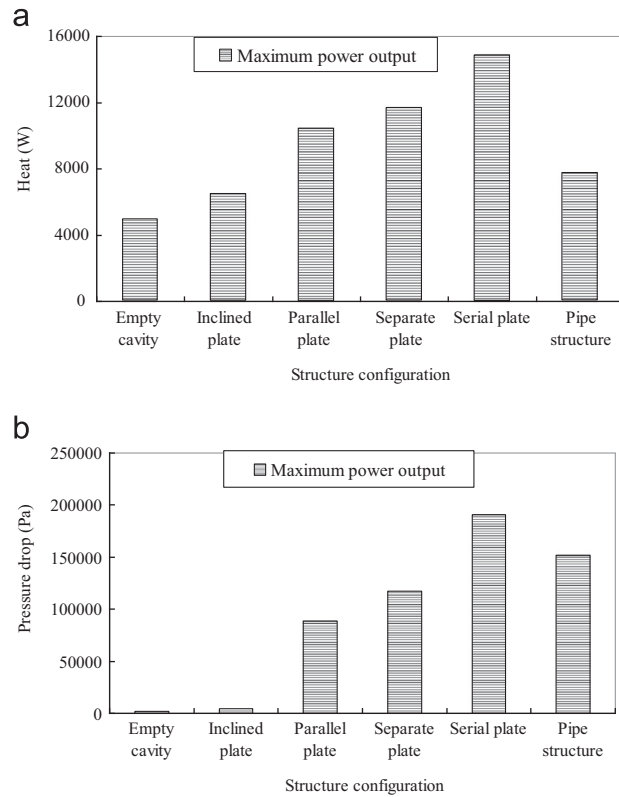 a
16000
12000
8000
4000
0
Heat (W)
Maximum power output
Empty cavity
Inclined plate
Parallel plate
Separate plate
Serial plate
Pipe structure
Structure configuration
b
250000
200000
150000
100000
50000
0
Pressure drop (Pa)
Maximum power output
Empty cavity
Inclined plate
Parallel plate
Separate plate
Serial plate
Pipe structure
Structure configuration